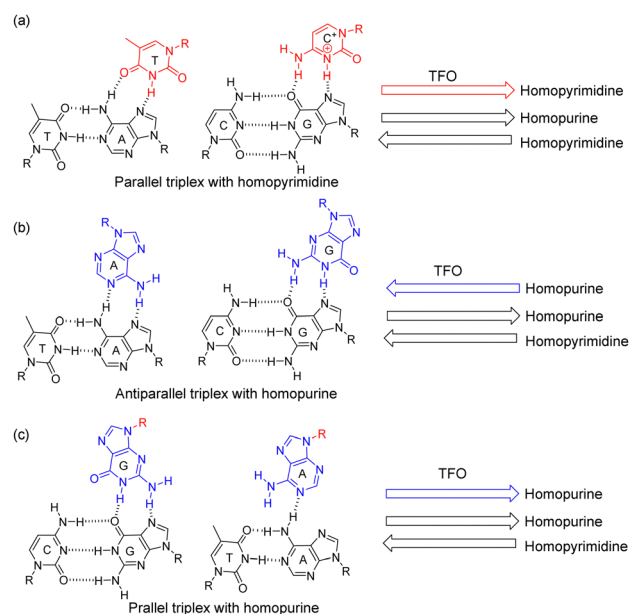 (a)
R
N
T
O
N
O
H
C+
N
R
H
N
N
O
H
H
TFO
Homopyrimidine
H
O
H
N
N
T
N
H
N
A
N
R
N
O
R
H
N
H
O
N
C
N
H
N
G
N
R
N
O
H
N
R
H
Homopurine
Homopyrimidine
Parallel triplex with homopyrimidine
(b)
R
N
N
A
N
N
N
H
H
R
N
N
N
G
H
N
N
O
H
H
TFO
Homopurine
H
O
H
N
N
T
N
H
N
A
N
R
N
O
R
H
N
H
O
N
C
N
H
N
G
N
R
N
O
H
N
R
H
Homopurine
Homopyrimidine
Antiparallel triplex with homopurine
(c)
N
R
N
G
N
O
N
N
H
H
H
N
R
N
A
N
H
N
N
H
TFO
Homopurine
H
N
H
O
N
C
N
H
N
G
N
R
N
O
H
N
R
H
H
O
H
N
N
T
N
H
N
A
N
R
N
O
R
Homopurine
Homopyrimidine
Prallel triplex with homopurine